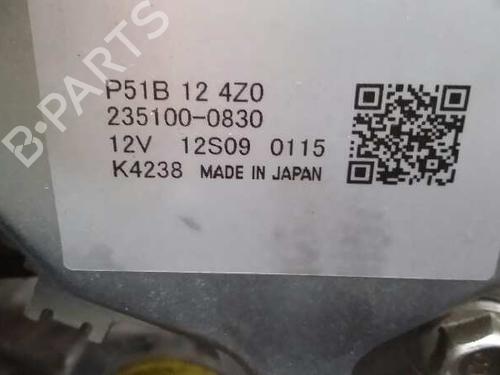 P51B 12 4Z0
235100-0830
12V 12S09 0115
K4238 MADE IN JAPAN
B-PARTS